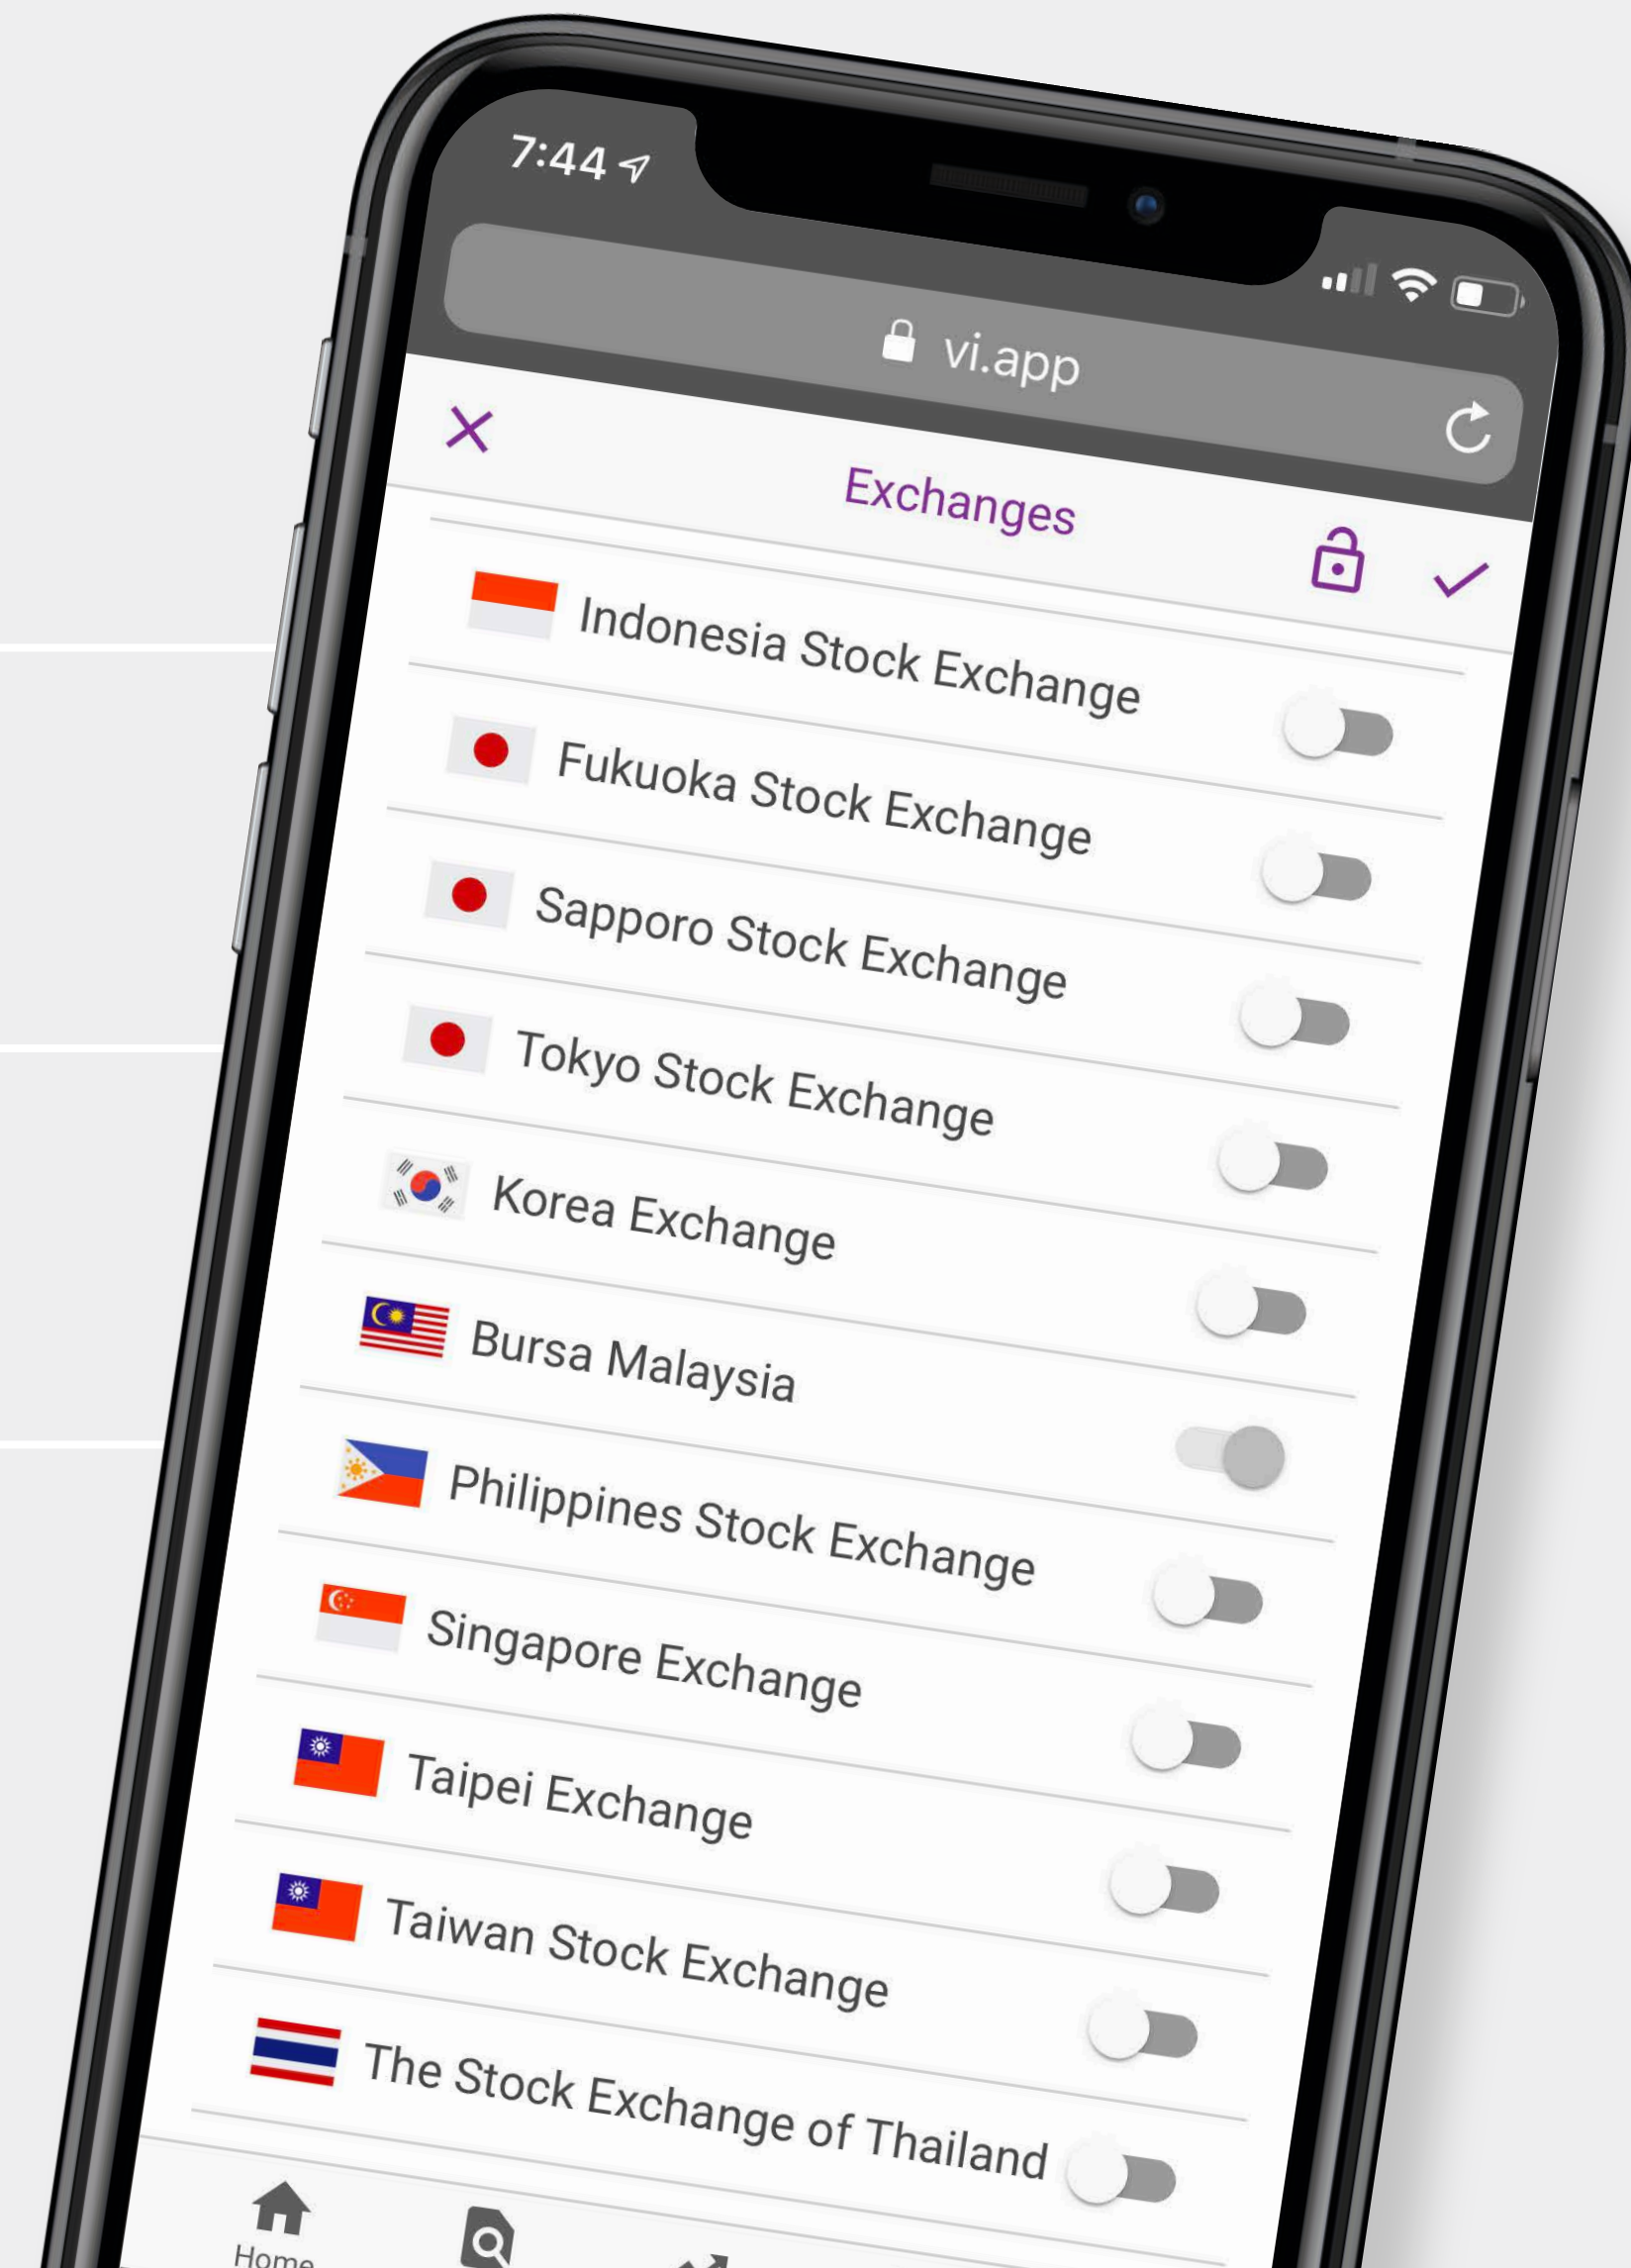 7:44
vi.app
Exchanges
Indonesia Stock Exchange
Fukuoka Stock Exchange
Sapporo Stock Exchange
Tokyo Stock Exchange
Korea Exchange
Bursa Malaysia
Philippines Stock Exchange
Singapore Exchange
Taipei Exchange
Taiwan Stock Exchange
The Stock Exchange of Thailand
Home